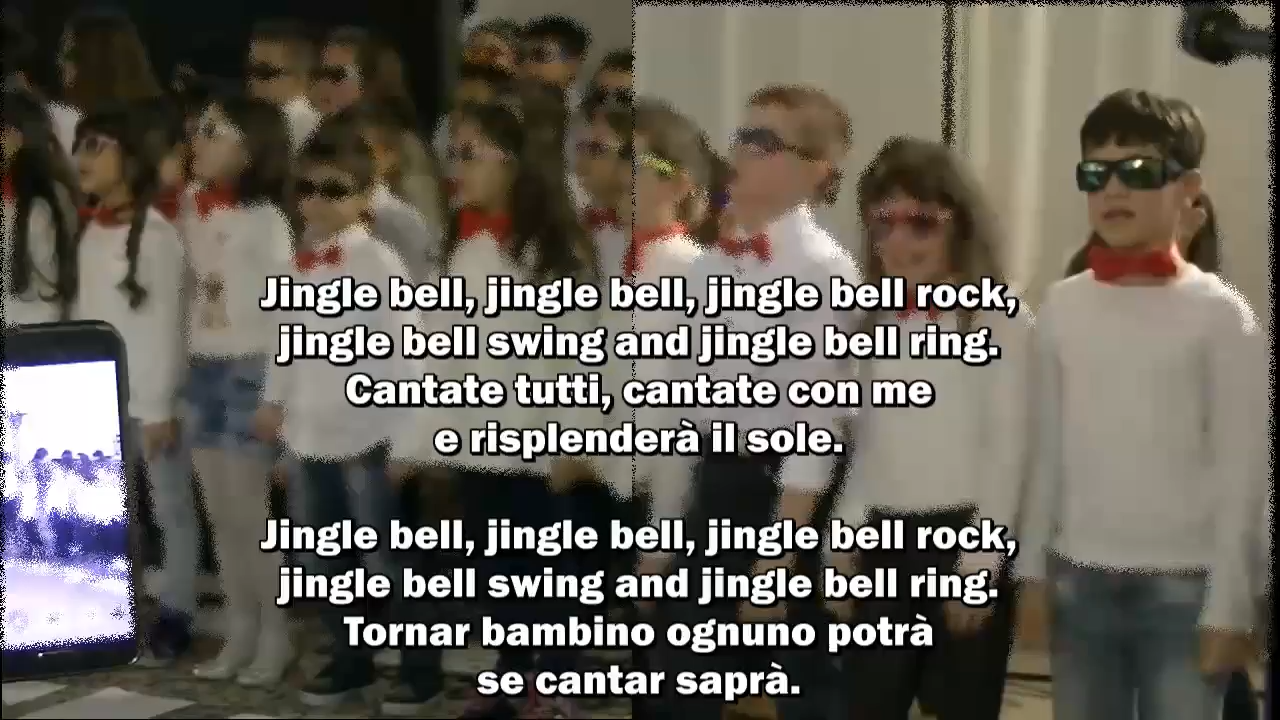 Jingle bell, jingle bell, jingle bell rock,
jingle bell swing and jingle bell ring.
Cantate tutti, cantate con me
e risplenderà il sole.
Jingle bell, jingle bell, jingle bell rock,
jingle bell swing and jingle bell ring.
Tornar bambino ognuno potrà
se cantar saprà.